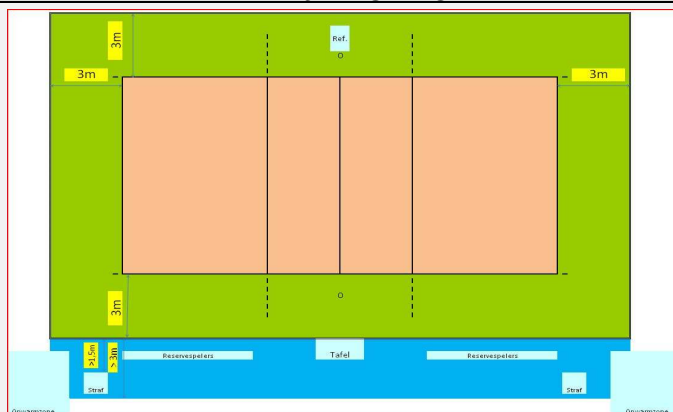 Ref.
3m
O
3m
3m
3m
O
>1,5m
> 3m
Reservespelers
Tafel
Reservespelers
Straf
Straf
Opwarmzone
Opwarmzone